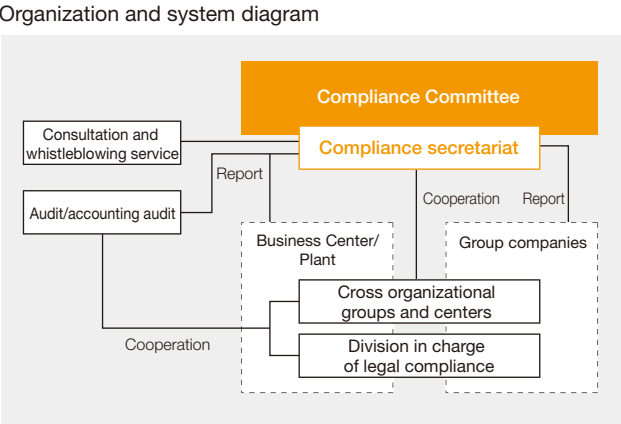 Organization and system diagram
Compliance Committee
Consultation and
whistleblowing service
Compliance secretariat
Report
Audit/accounting audit
Cooperation
Report
Business Center/
Plant
Group companies
Cross organizational
groups and centers
Cooperation
Division in charge
of legal compliance